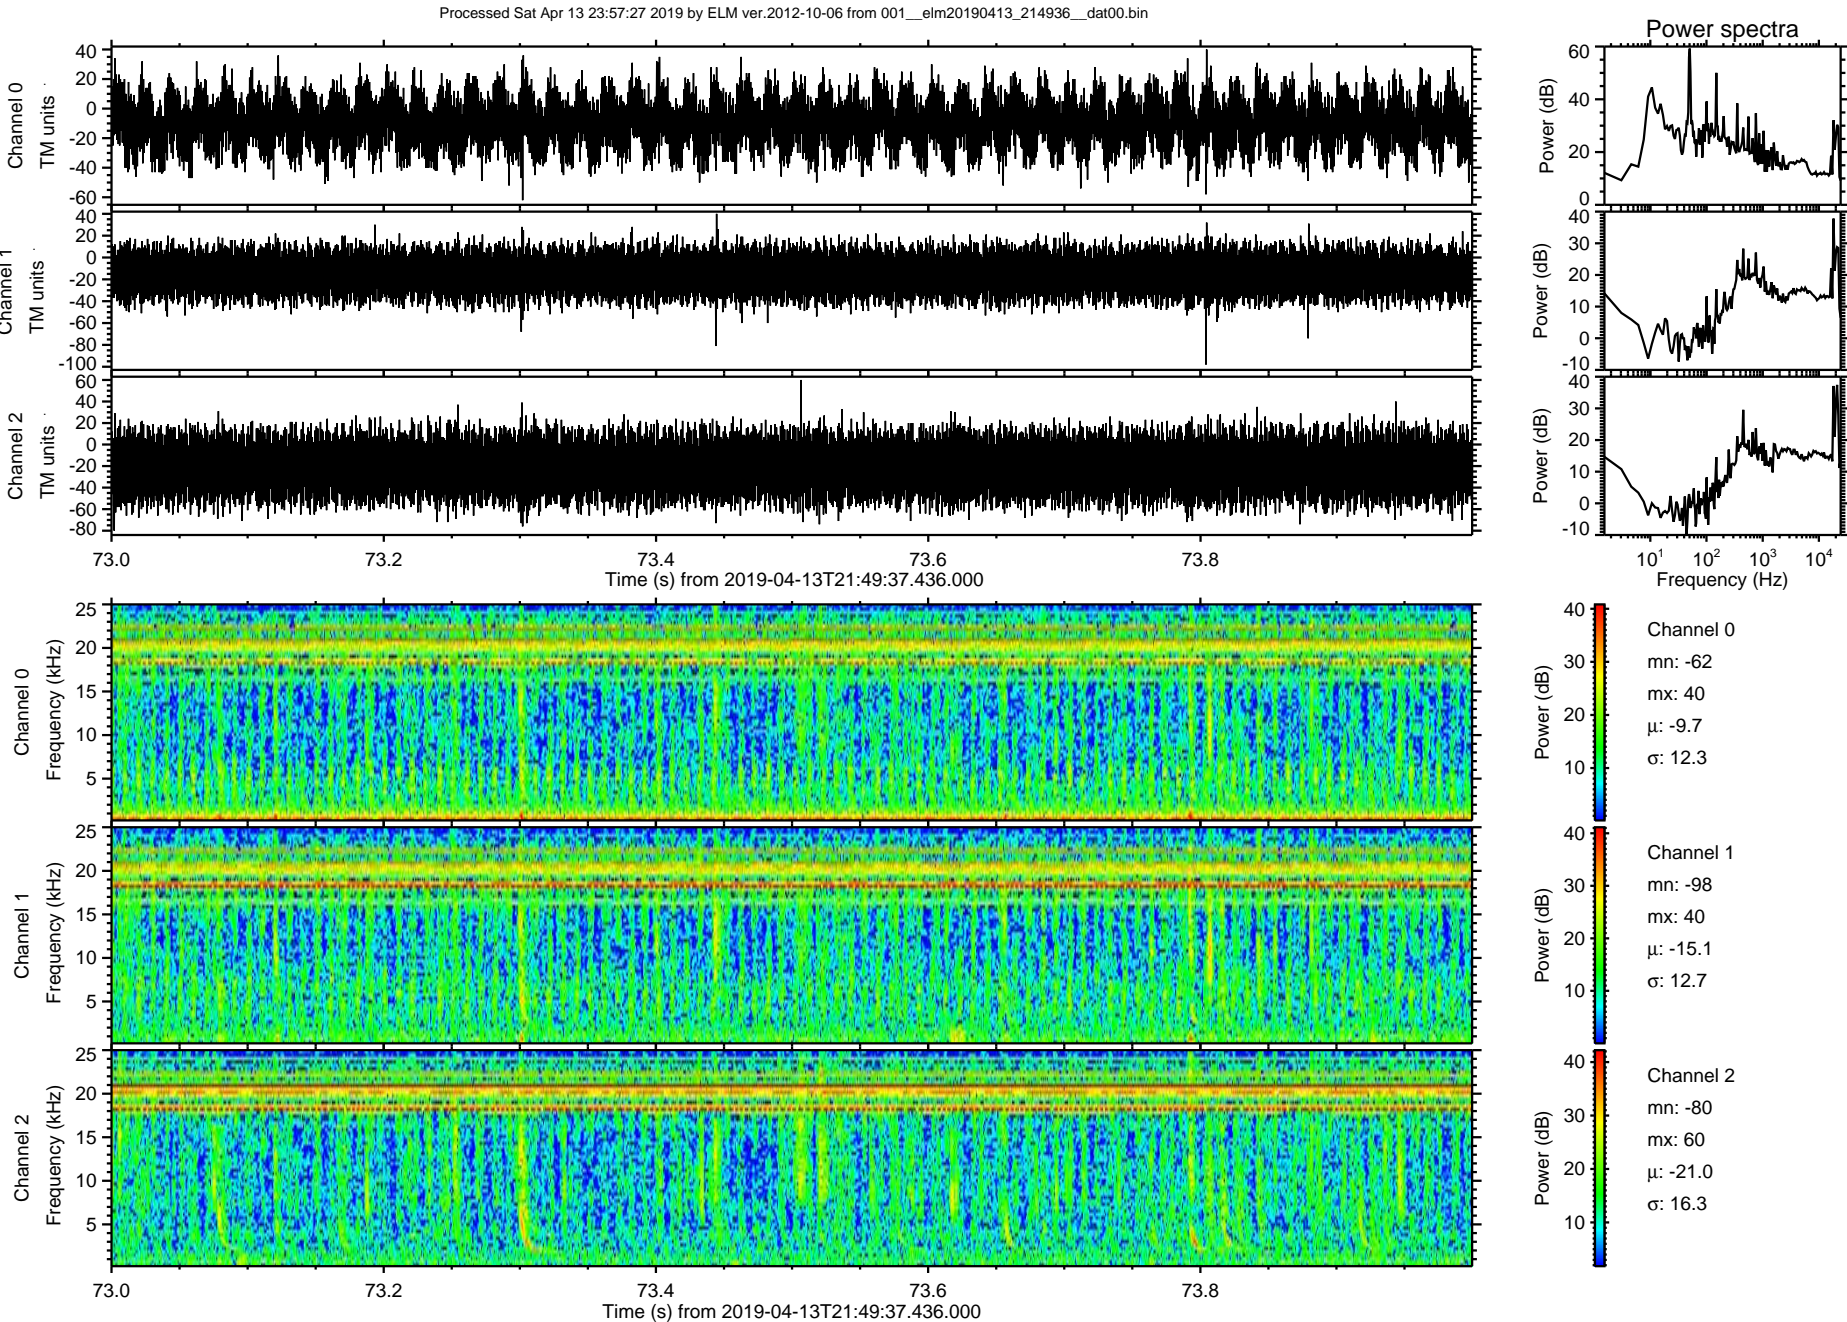 Processed Sat Apr 13 23:57:27 2019 by ELM ver.2012-10-06 from 001__elm20190413_214936__dat00.bin
Power spectra
Channel 0
TM units
40
20
0
-20
-40
-60
Power (dB)
60
40
20
0
Channel 1
TM units
40
20
0
-20
-40
-60
-80
-100
Power (dB)
40
30
20
10
0
-10
Channel 2
TM units
60
40
20
0
-20
-40
-60
-80
Power (dB)
40
30
20
10
0
-10
73.0 73.2 73.4 73.6 73.8
Time (s) from 2019-04-13T21:49:37.436.000
10¹ 10² 10³ 10⁴
Frequency (Hz)
Channel 0
Frequency (kHz)
25
20
15
10
5
Power (dB)
40
30
20
10
Channel 0
mn: -62
mx: 40
μ: -9.7
σ: 12.3
Channel 1
Frequency (kHz)
25
20
15
10
5
Power (dB)
40
30
20
10
Channel 1
mn: -98
mx: 40
μ: -15.1
σ: 12.7
Channel 2
Frequency (kHz)
25
20
15
10
5
Power (dB)
40
30
20
10
Channel 2
mn: -80
mx: 60
μ: -21.0
σ: 16.3
73.0 73.2 73.4 73.6 73.8
Time (s) from 2019-04-13T21:49:37.436.000